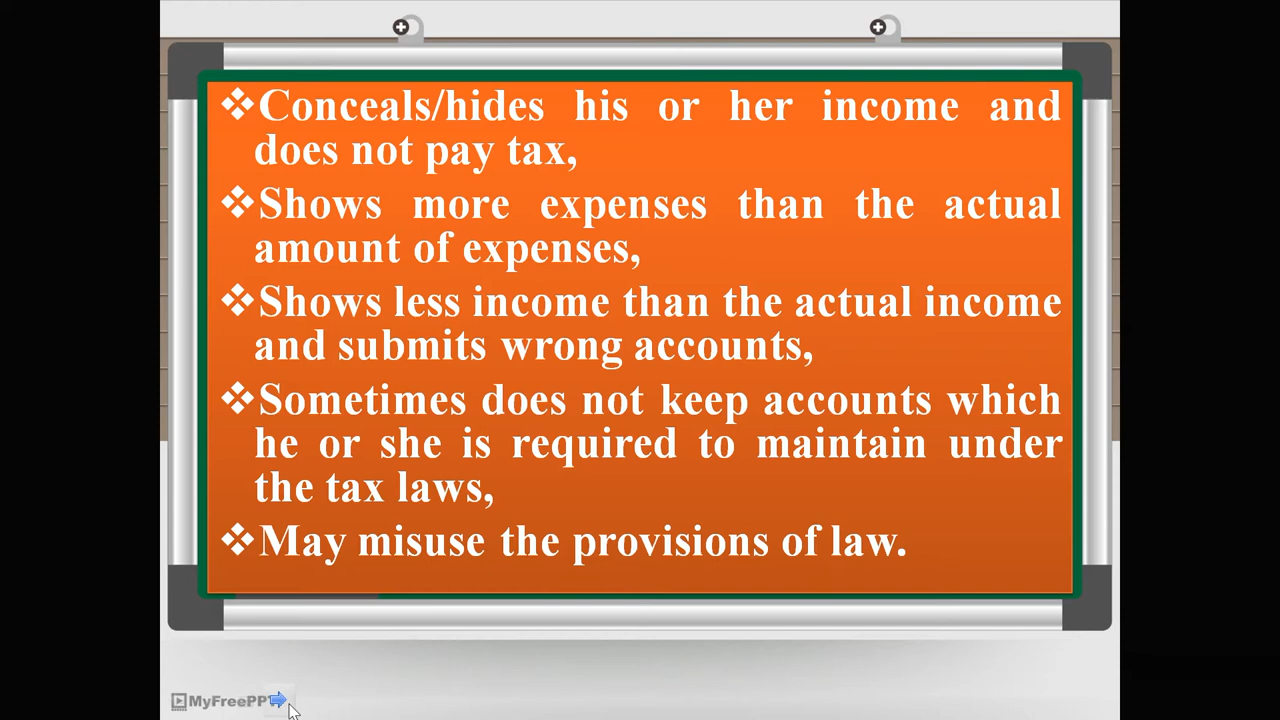 ❖Conceals/hides his or her income and
does not pay tax,
❖Shows more expenses than the actual
amount of expenses,
❖Shows less income than the actual income
and submits wrong accounts,
❖Sometimes does not keep accounts which
he or she is required to maintain under
the tax laws,
❖May misuse the provisions of law.
MyFreePP